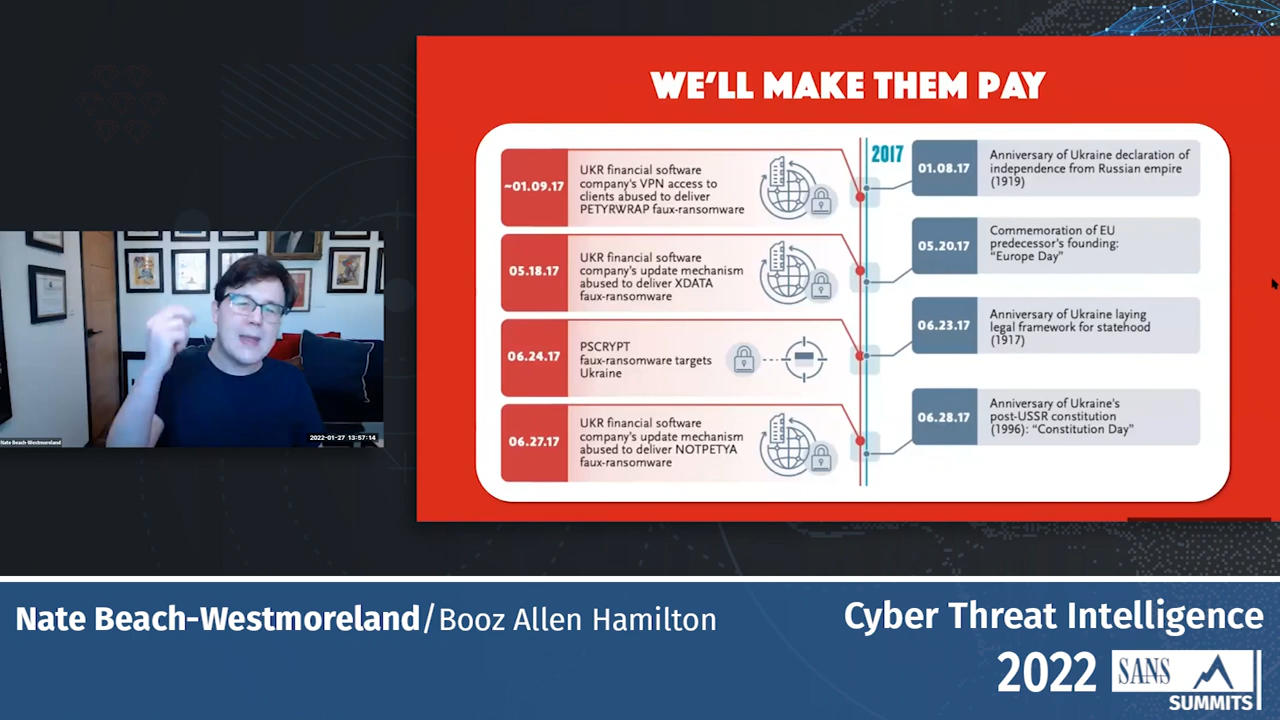 WE'LL MAKE THEM PAY
2017
~01.09.17
UKR financial software
company's VPN access to
clients abused to deliver
PETYRWRAP faux-ransomware
01.08.17
Anniversary of Ukraine declaration of
independence from Russian empire
(1919)
05.18.17
UKR financial software
company's update mechanism
abused to deliver XDATA
faux-ransomware
05.20.17
Commemoration of EU
predecessor's founding:
"Europe Day"
06.24.17
PSCRYPT
faux-ransomware targets
Ukraine
06.23.17
Anniversary of Ukraine laying
legal framework for statehood
(1917)
06.27.17
UKR financial software
company's update mechanism
abused to deliver NOTPETYA
faux-ransomware
06.28.17
Anniversary of Ukraine's
post-USSR constitution
(1996): "Constitution Day"
Nate Beach-Westmoreland
2022-01-27 13:57:14
Nate Beach-Westmoreland/Booz Allen Hamilton
Cyber Threat Intelligence
2022
SANS
SUMMITS